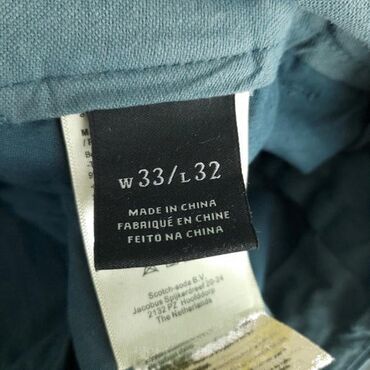 W33/L32
MADE IN CHINA
FABRIQUÉ EN CHINE
FEITO NA CHINA
Scotch-soda B.V.
Jacobus Spijkerdreef 20-24
2132 PZ Hoofddorp
The Netherlands